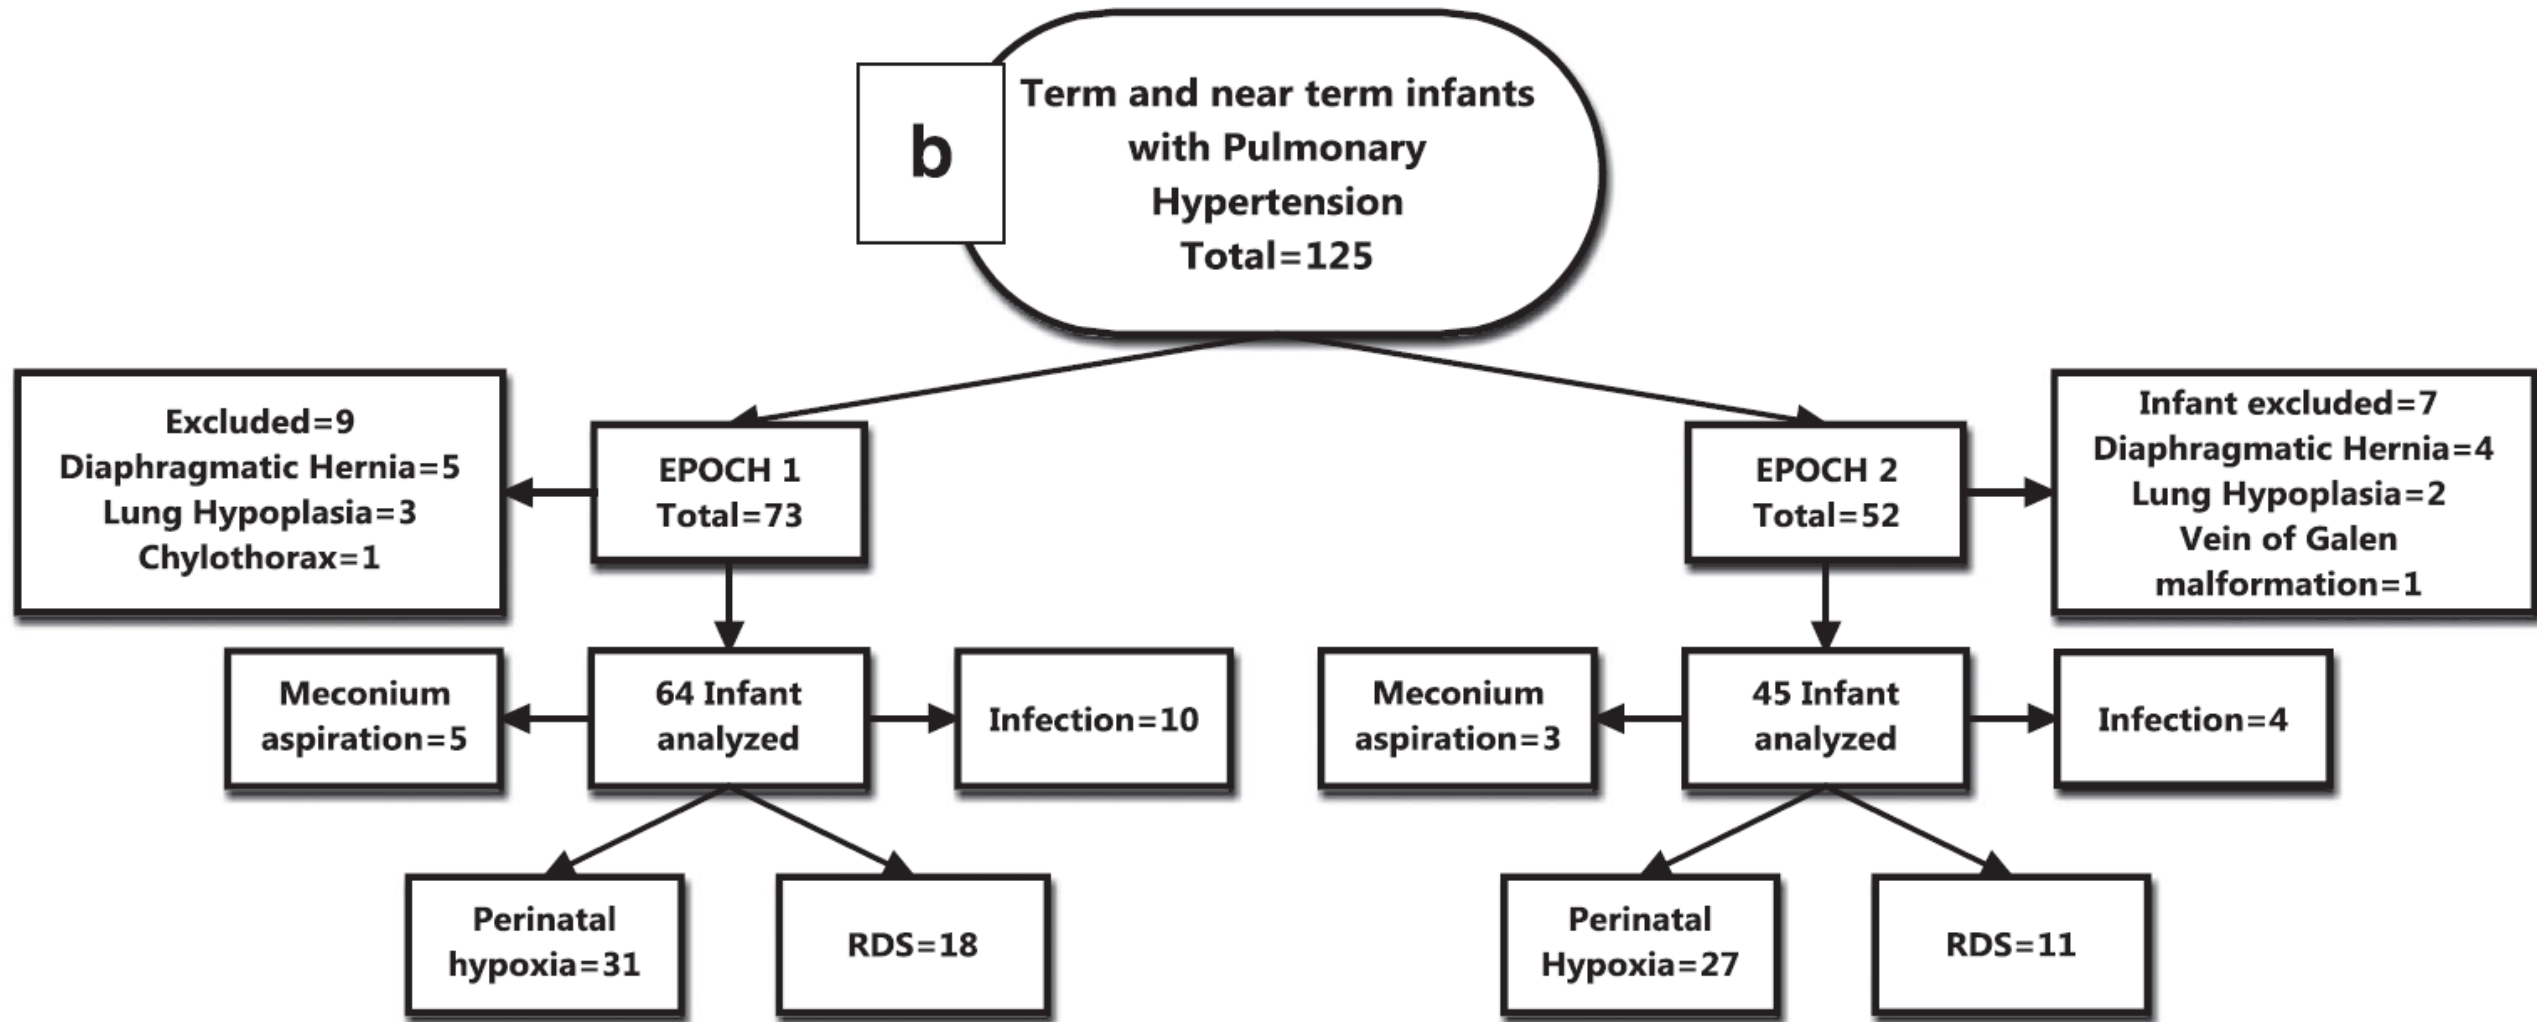 b
Term and near term infants
with Pulmonary
Hypertension
Total=125
Excluded=9
Diaphragmatic Hernia=5
Lung Hypoplasia=3
Chylothorax=1
EPOCH 1
Total=73
EPOCH 2
Total=52
Infant excluded=7
Diaphragmatic Hernia=4
Lung Hypoplasia=2
Vein of Galen
malformation=1
Meconium
aspiration=5
64 Infant
analyzed
Infection=10
Meconium
aspiration=3
45 Infant
analyzed
Infection=4
Perinatal
hypoxia=31
RDS=18
Perinatal
Hypoxia=27
RDS=11